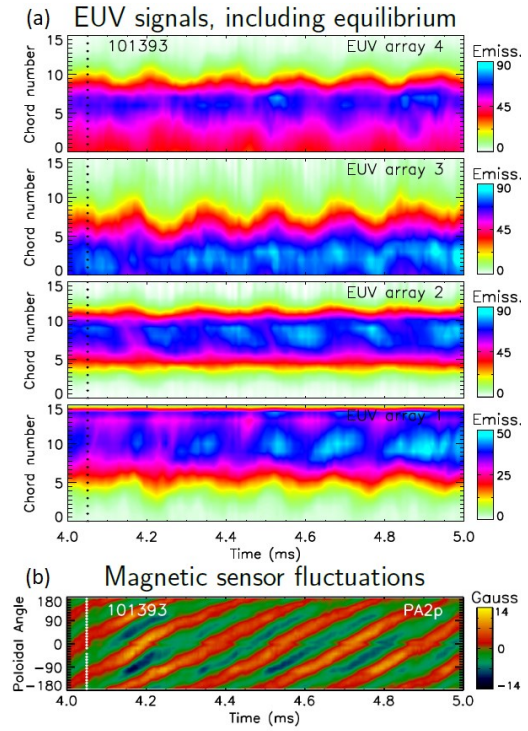 (a) EUV signals, including equilibrium
101393 EUV array 4 Emiss.
Chord number 15 10 5 0 90 45 0
EUV array 3 Emiss.
Chord number 15 10 5 0 90 45 0
EUV array 2 Emiss.
Chord number 15 10 5 0 90 45 0
EUV array 1 Emiss.
Chord number 15 10 5 0 50 25 0
4.0 4.2 4.4 4.6 4.8 5.0
Time (ms)
(b) Magnetic sensor fluctuations
101393 PA2p Gauss
Poloidal Angle 180 90 0 -90 -180 14 0 -14
4.0 4.2 4.4 4.6 4.8 5.0
Time (ms)